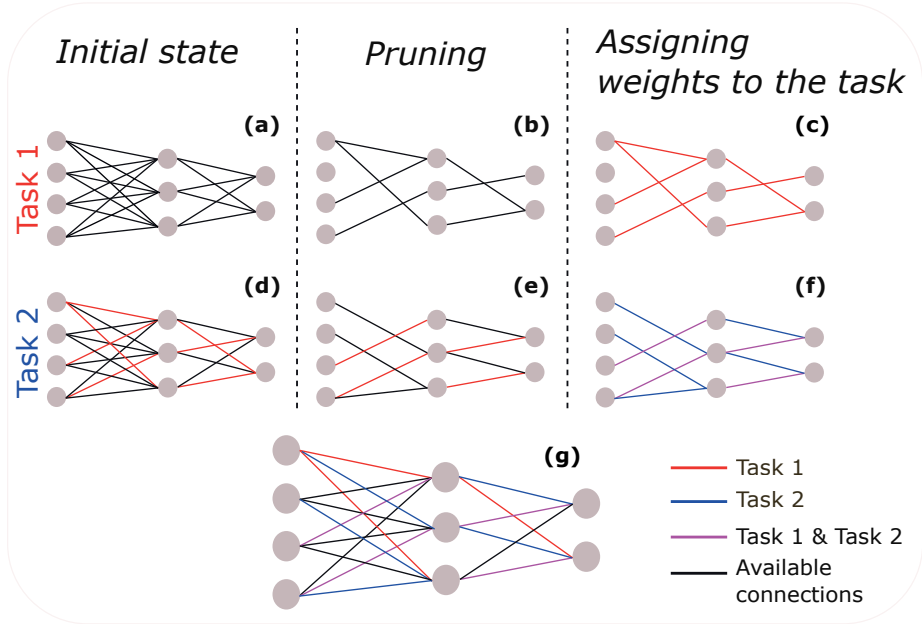 Initial state
Pruning
Assigning
weights to the task
Task 1
(a)
(b)
(c)
Task 2
(d)
(e)
(f)
(g)
Task 1
Task 2
Task 1 & Task 2
Available
connections